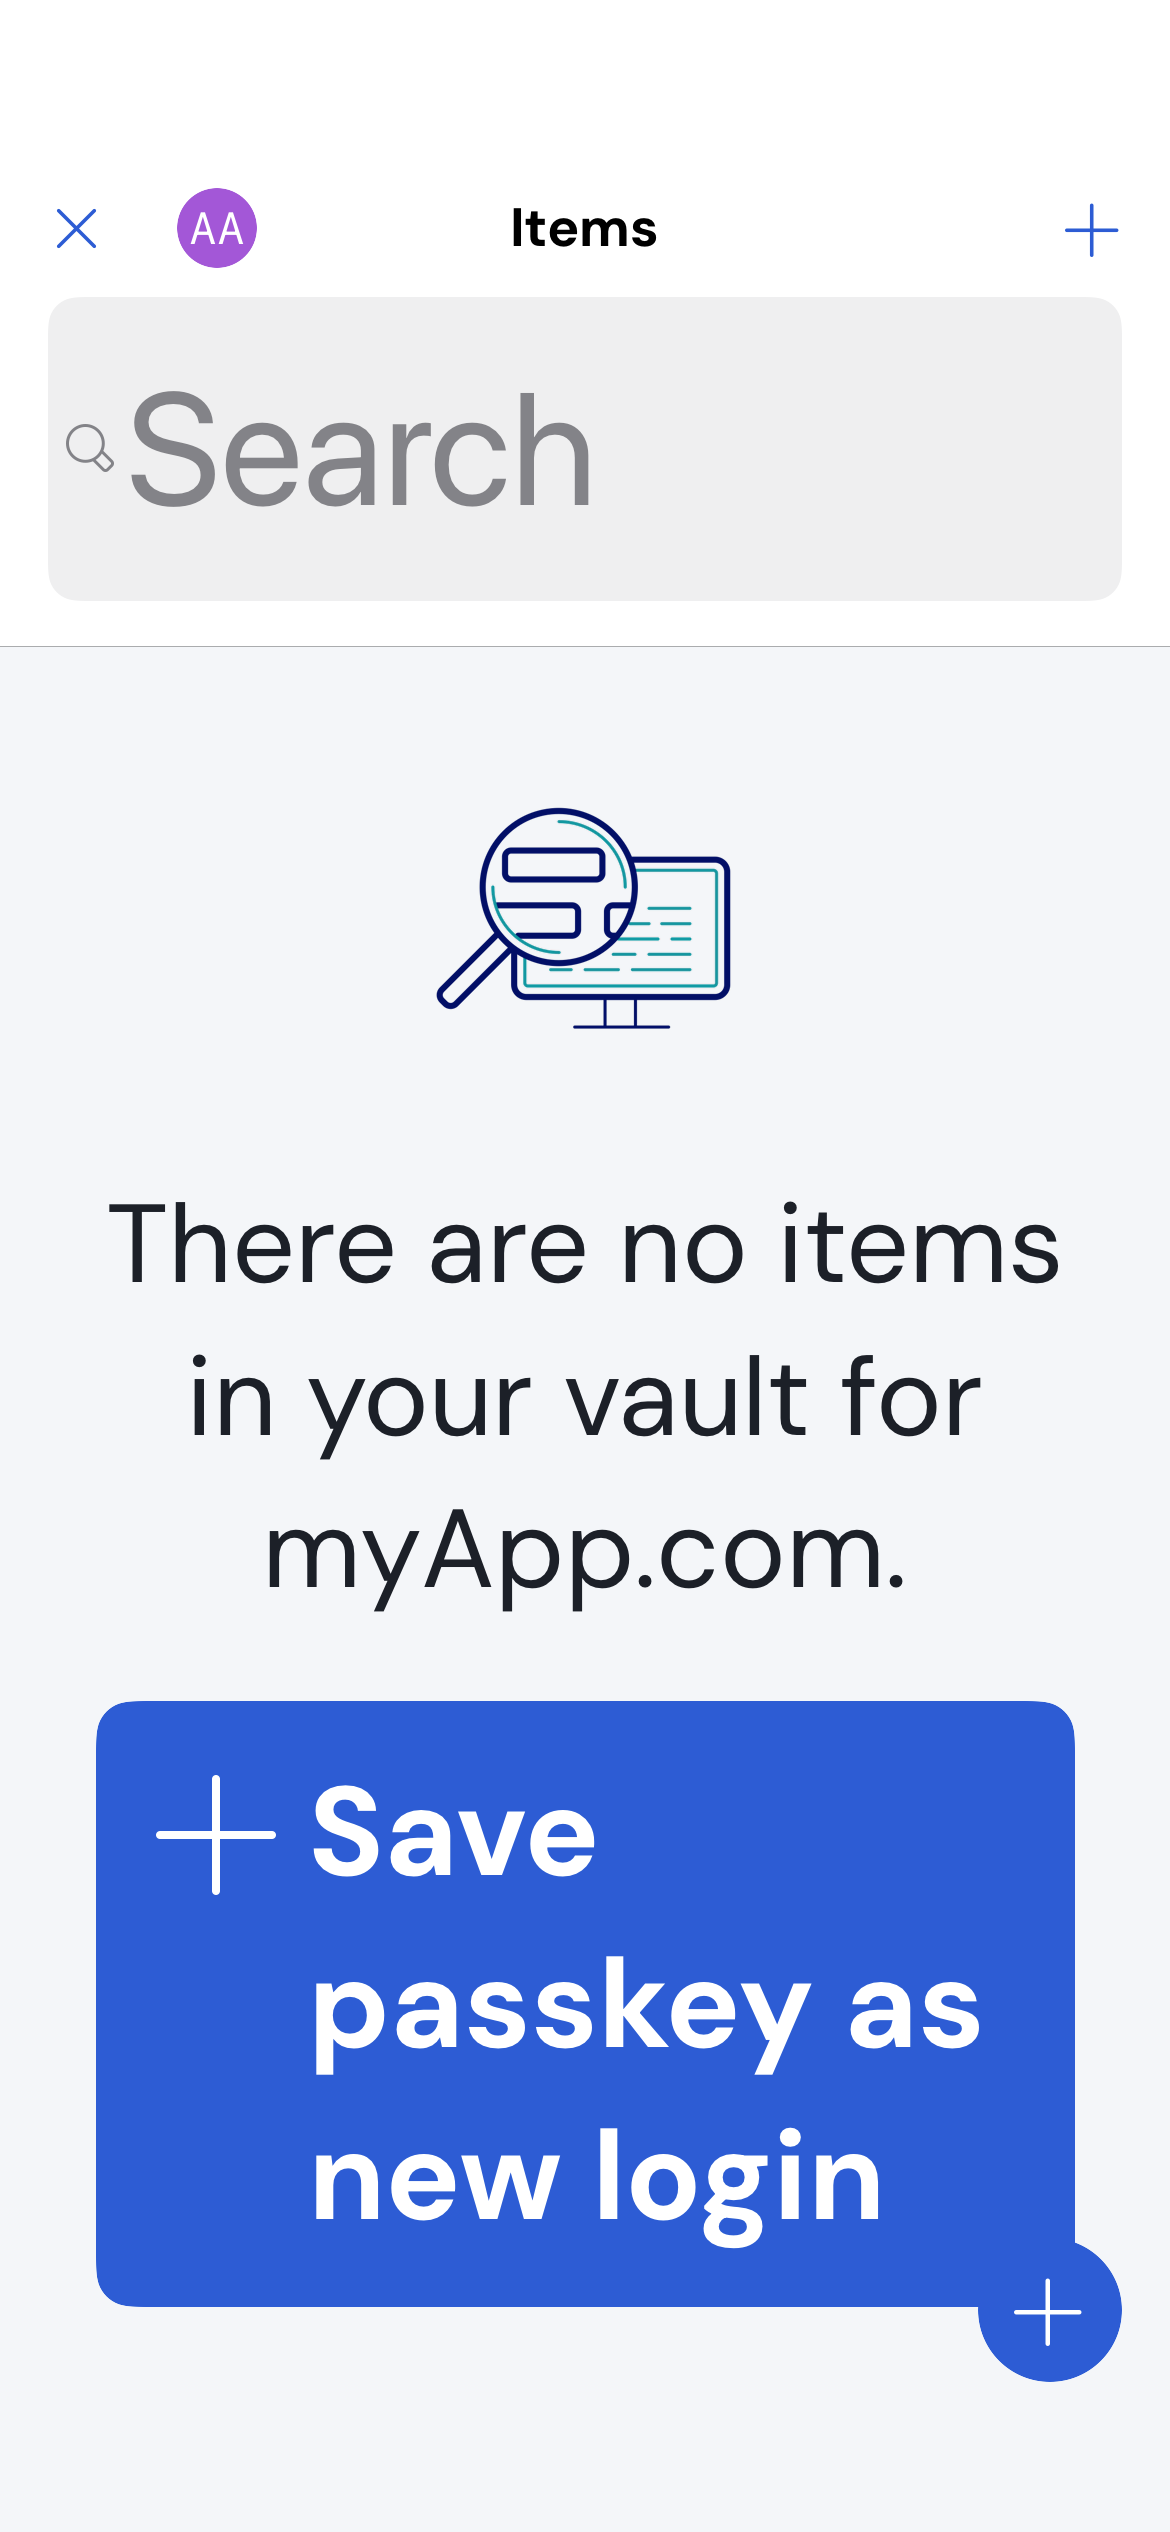 AA
Items
Search
There are no items
in your vault for
myApp.com.
Save
passkey as
new login